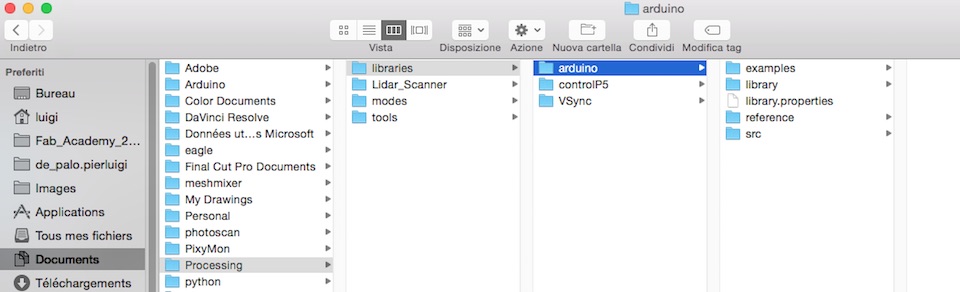 arduino
Indietro
Vista
Disposizione
Azione
Nuova cartella
Condividi
Modifica tag
Preferiti
Bureau
luigi
Fab_Academy_2...
de_palo.pierluigi
Images
Applications
Tous mes fichiers
Documents
Téléchargements
Adobe
Arduino
Color Documents
DaVinci Resolve
Données ut...s Microsoft
eagle
Final Cut Pro Documents
meshmixer
My Drawings
Personal
photoscan
PixyMon
Processing
python
libraries
Lidar_Scanner
modes
tools
arduino
controlP5
VSync
examples
library
library.properties
reference
src